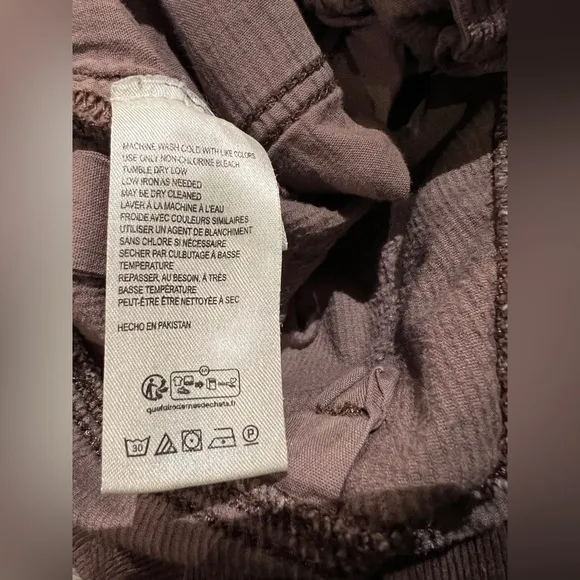 MACHINE WASH COLD WITH LIKE COLORS
USE ONLY NON-CHLORINE BLEACH
TUMBLE DRY LOW
LOW IRON AS NEEDED
MAY BE DRY CLEANED
LAVER À LA MACHINE À L'EAU
FROIDE AVEC COULEURS SIMILAIRES
UTILISER UN AGENT DE BLANCHIMENT
SANS CHLORE SI NÉCESSAIRE
SECHER PAR CULBUTAGE À BASSE
TEMPERATURE
REPASSER, AU BESOIN, À TRÈS
BASSE TEMPÉRATURE
PEUT-ÊTRE ÊTRE NETTOYÉE À SEC
HECHO EN PAKISTAN
quefairedemesdechets.fr
30
P